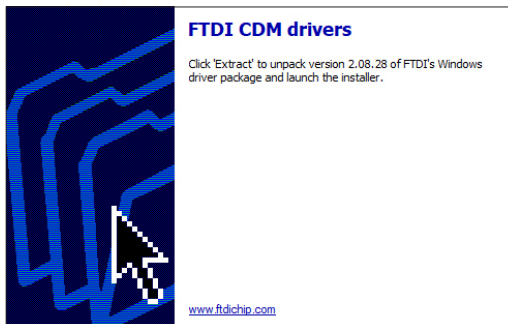 FTDI CDM drivers
Click 'Extract' to unpack version 2.08.28 of FTDI's Windows
driver package and launch the installer.
www.ftdichip.com